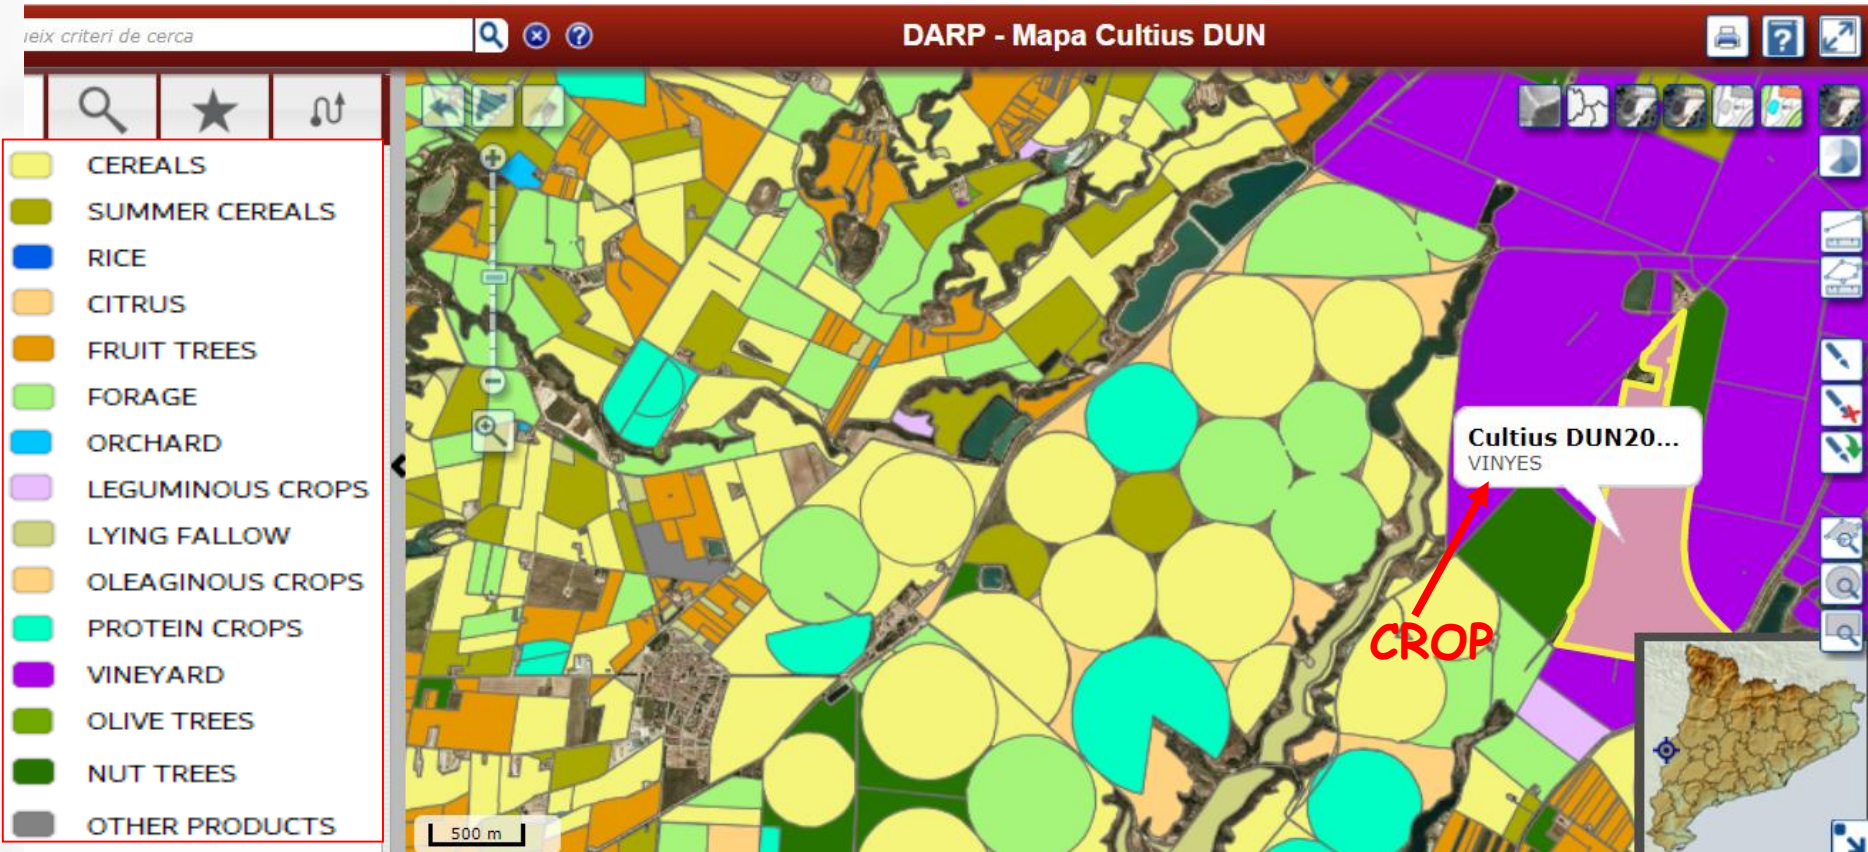 ueix criteri de cerca
DARP - Mapa Cultius DUN
CEREALS
SUMMER CEREALS
RICE
CITRUS
FRUIT TREES
FORAGE
ORCHARD
LEGUMINOUS CROPS
LYING FALLOW
OLEAGINOUS CROPS
PROTEIN CROPS
VINEYARD
OLIVE TREES
NUT TREES
OTHER PRODUCTS
Cultius DUN20...
VINYES
CROP
500 m